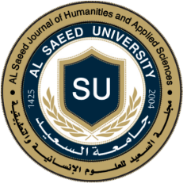 AL Saeed Journal of Humanities and Applied Sciences
AL SAEED UNIVERSITY
1425
SU
2004
جامعة السعيد
مجلة السعيد للعلوم الإنسانية والتطبيقية